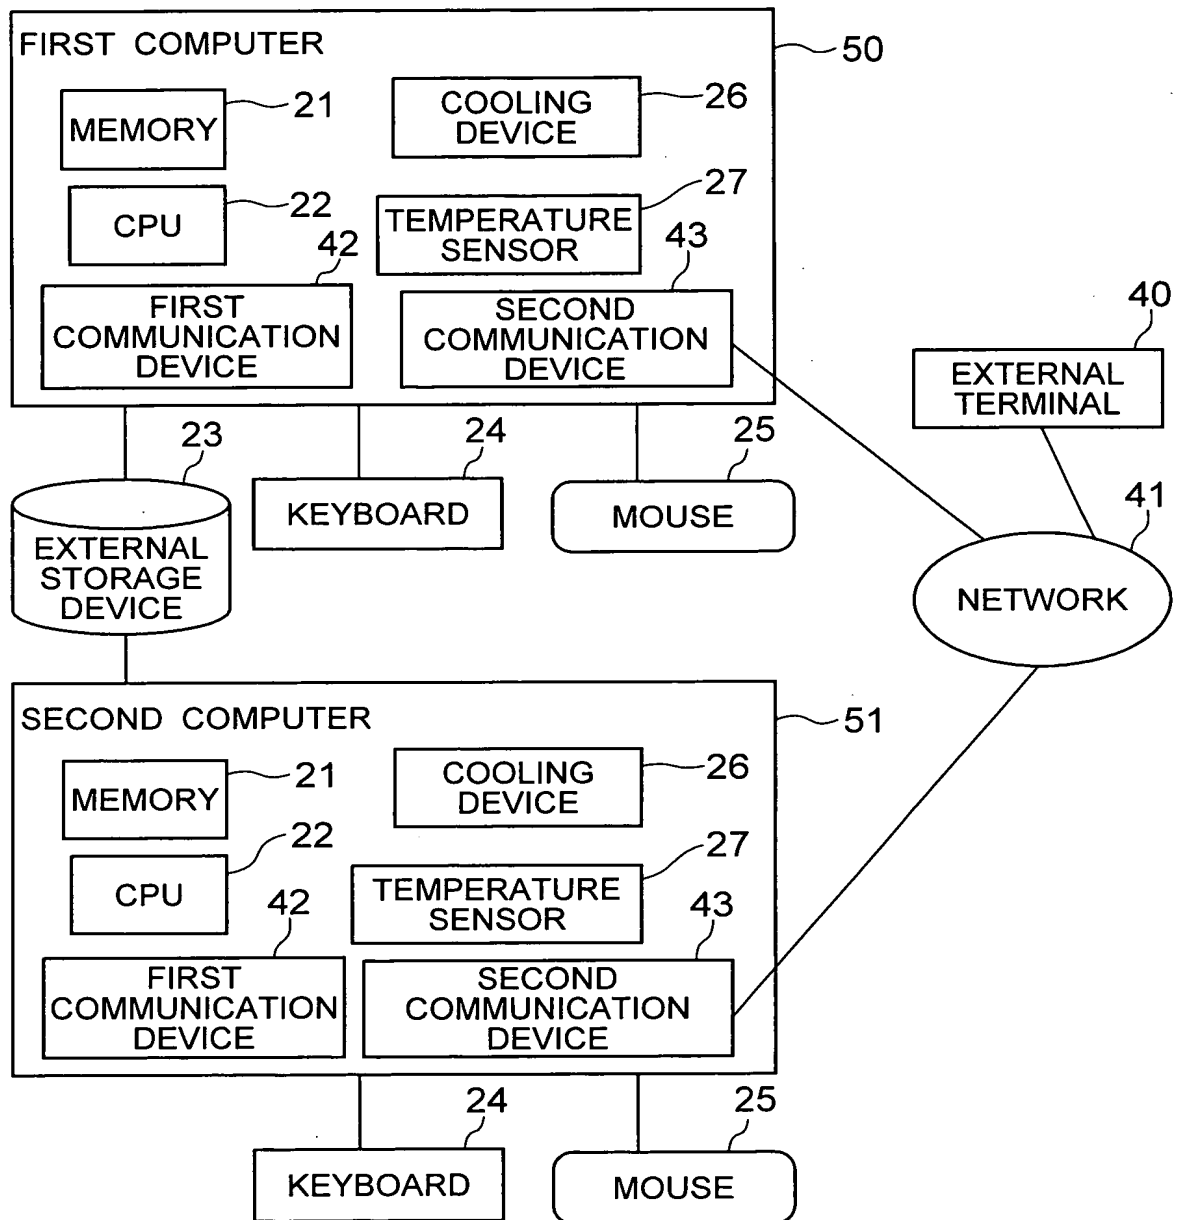 FIRST COMPUTER
50
MEMORY
21
COOLING
DEVICE
26
CPU
22
TEMPERATURE
SENSOR
27
FIRST
COMMUNICATION
DEVICE
42
SECOND
COMMUNICATION
DEVICE
43
EXTERNAL
TERMINAL
40
EXTERNAL
STORAGE
DEVICE
23
KEYBOARD
24
MOUSE
25
NETWORK
41
SECOND COMPUTER
51
MEMORY
21
COOLING
DEVICE
26
CPU
22
TEMPERATURE
SENSOR
27
FIRST
COMMUNICATION
DEVICE
42
SECOND
COMMUNICATION
DEVICE
43
KEYBOARD
24
MOUSE
25